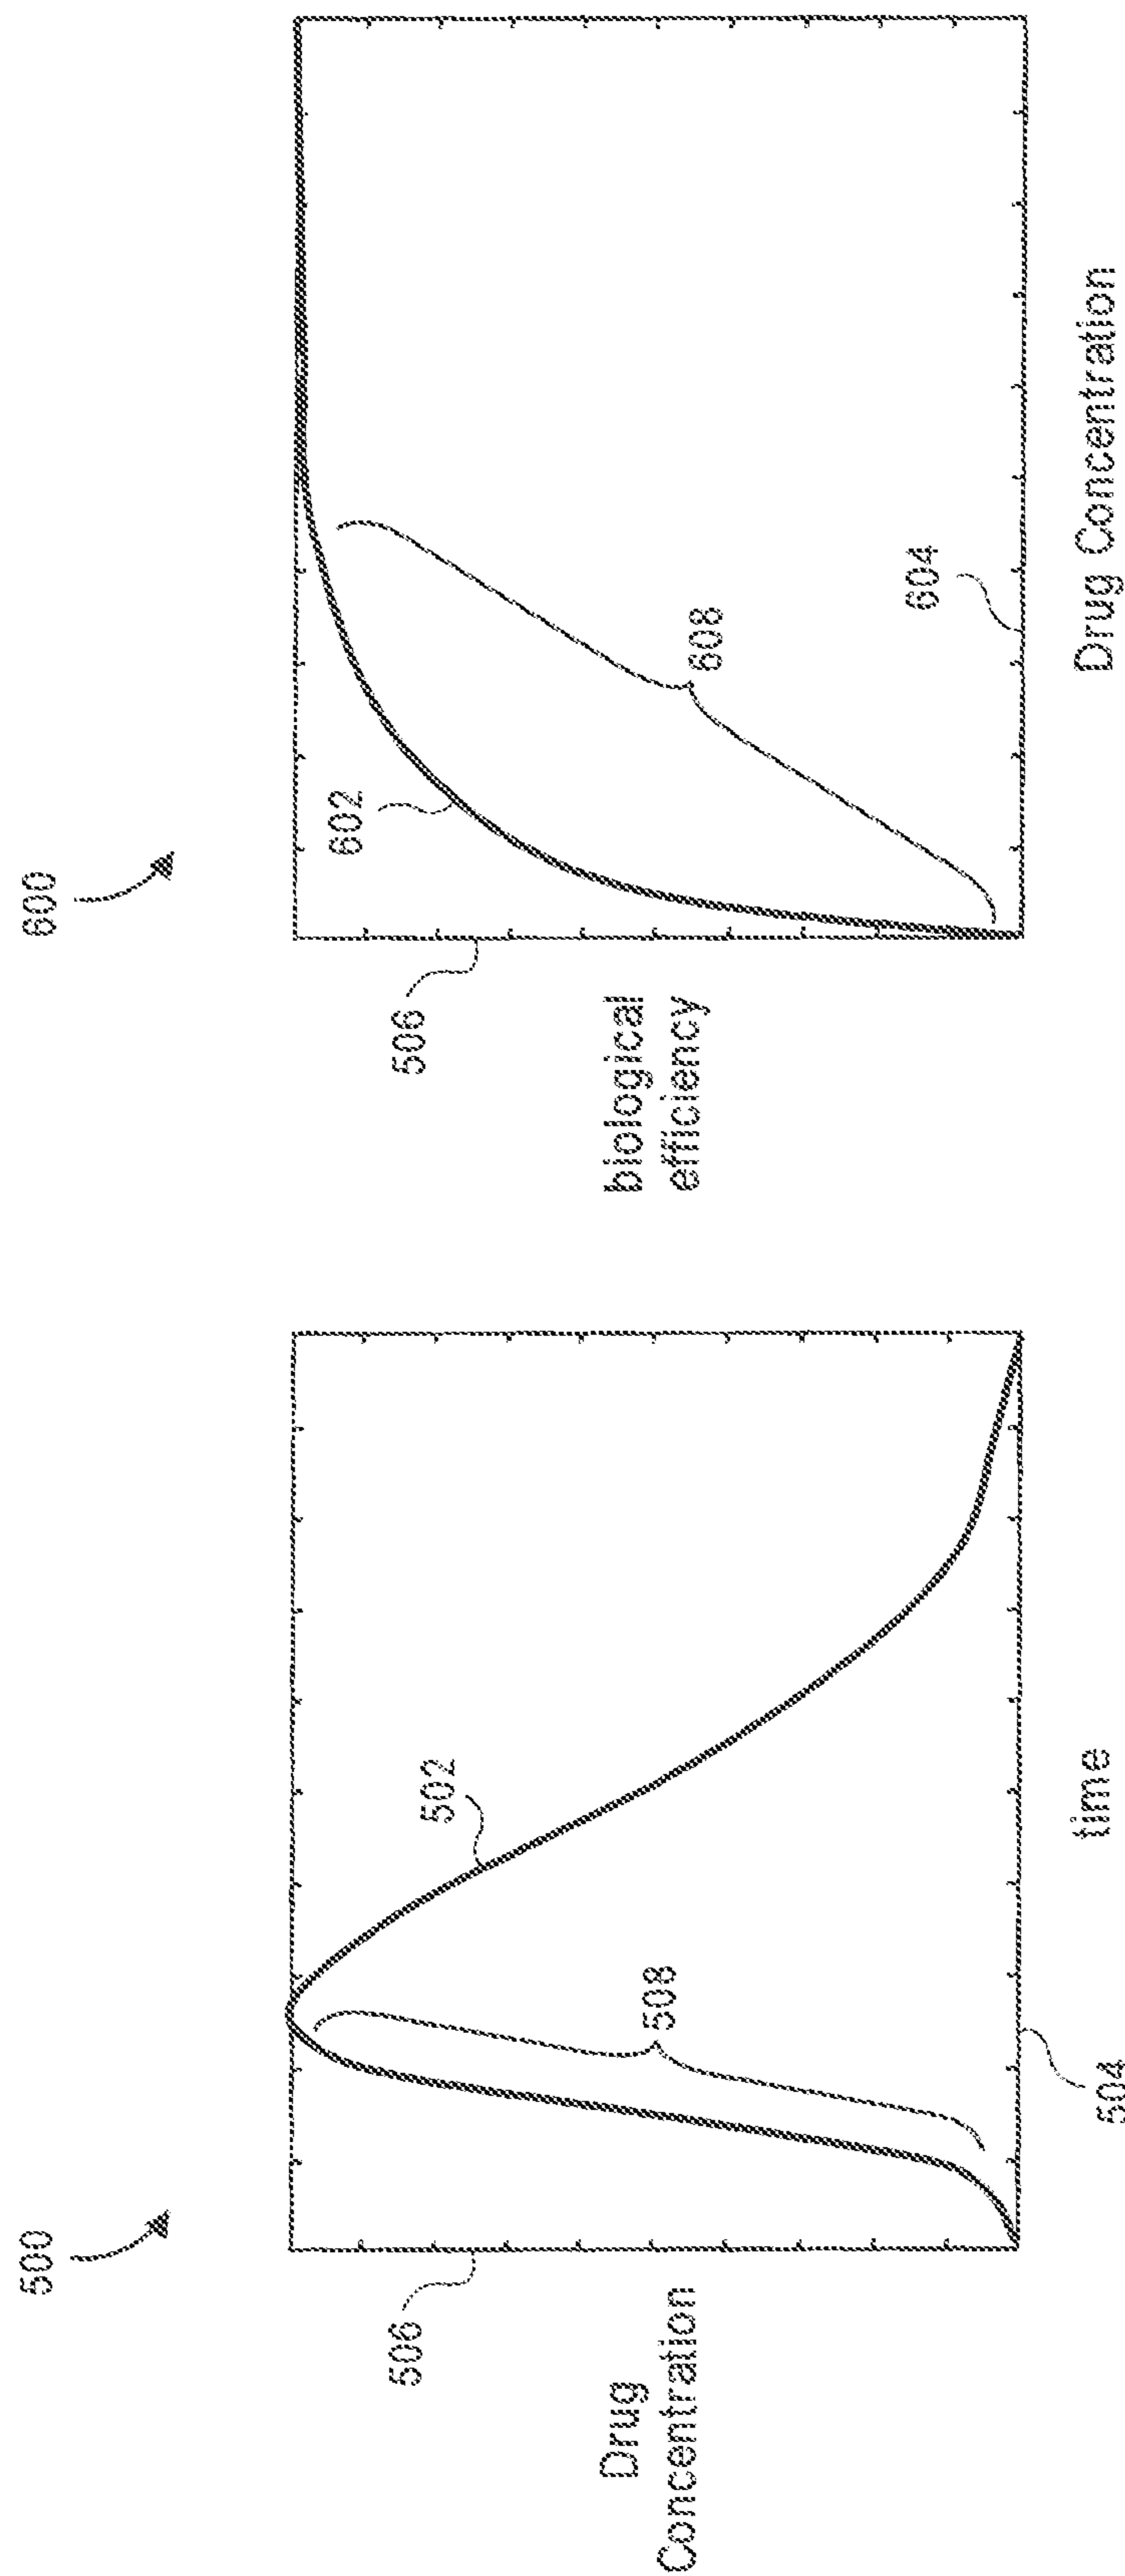 500
506
Drug
Concentration
502
508
504
time
600
506
biological
efficiency
602
608
604
Drug Concentration